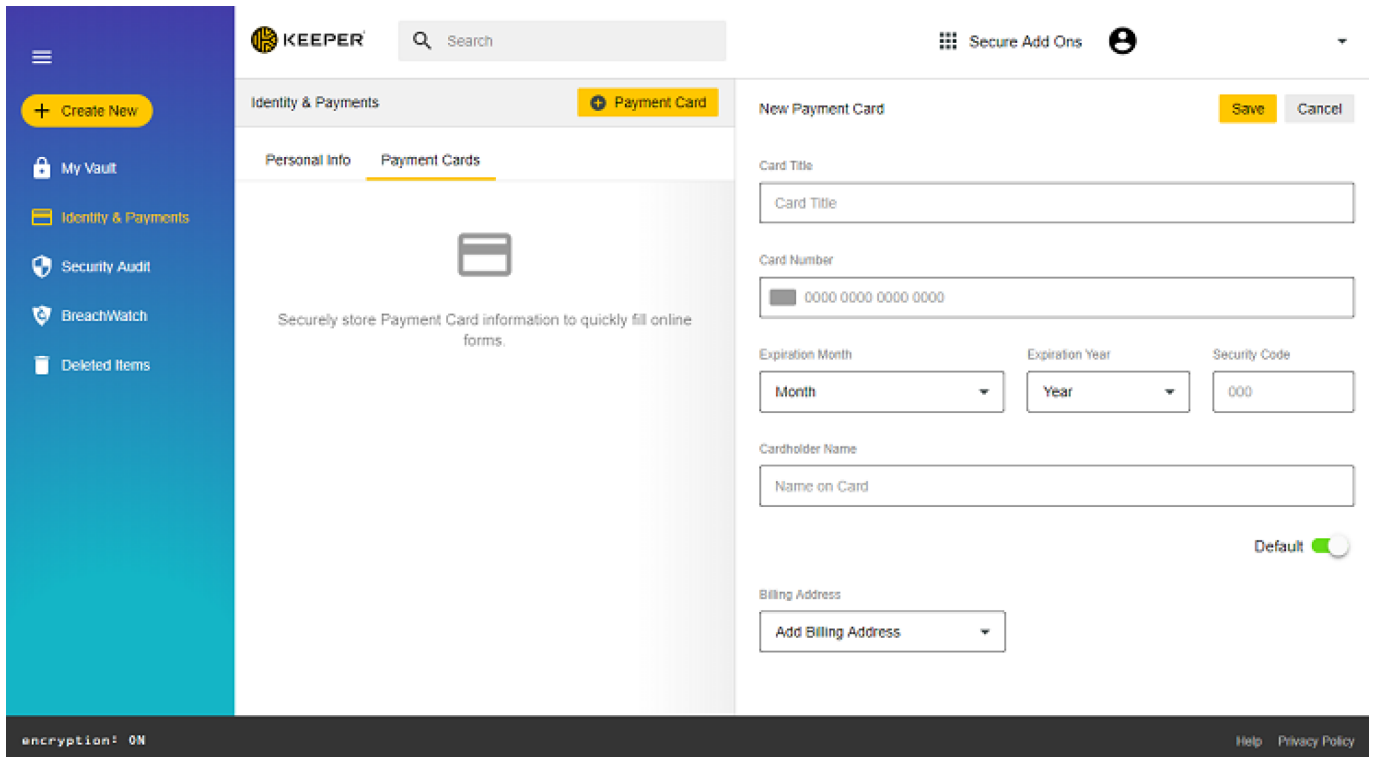 KEEPER
Search
Secure Add Ons
Create New
My Vault
Identity & Payments
Security Audit
BreachWatch
Deleted Items
Identity & Payments
Payment Card
Personal Info
Payment Cards
Securely store Payment Card information to quickly fill online
forms.
New Payment Card
Save
Cancel
Card Title
Card Title
Card Number
0000 0000 0000 0000
Expiration Month
Expiration Year
Security Code
Month
Year
000
Cardholder Name
Name on Card
Default
Billing Address
Add Billing Address
encryption: ON
Help
Privacy Policy